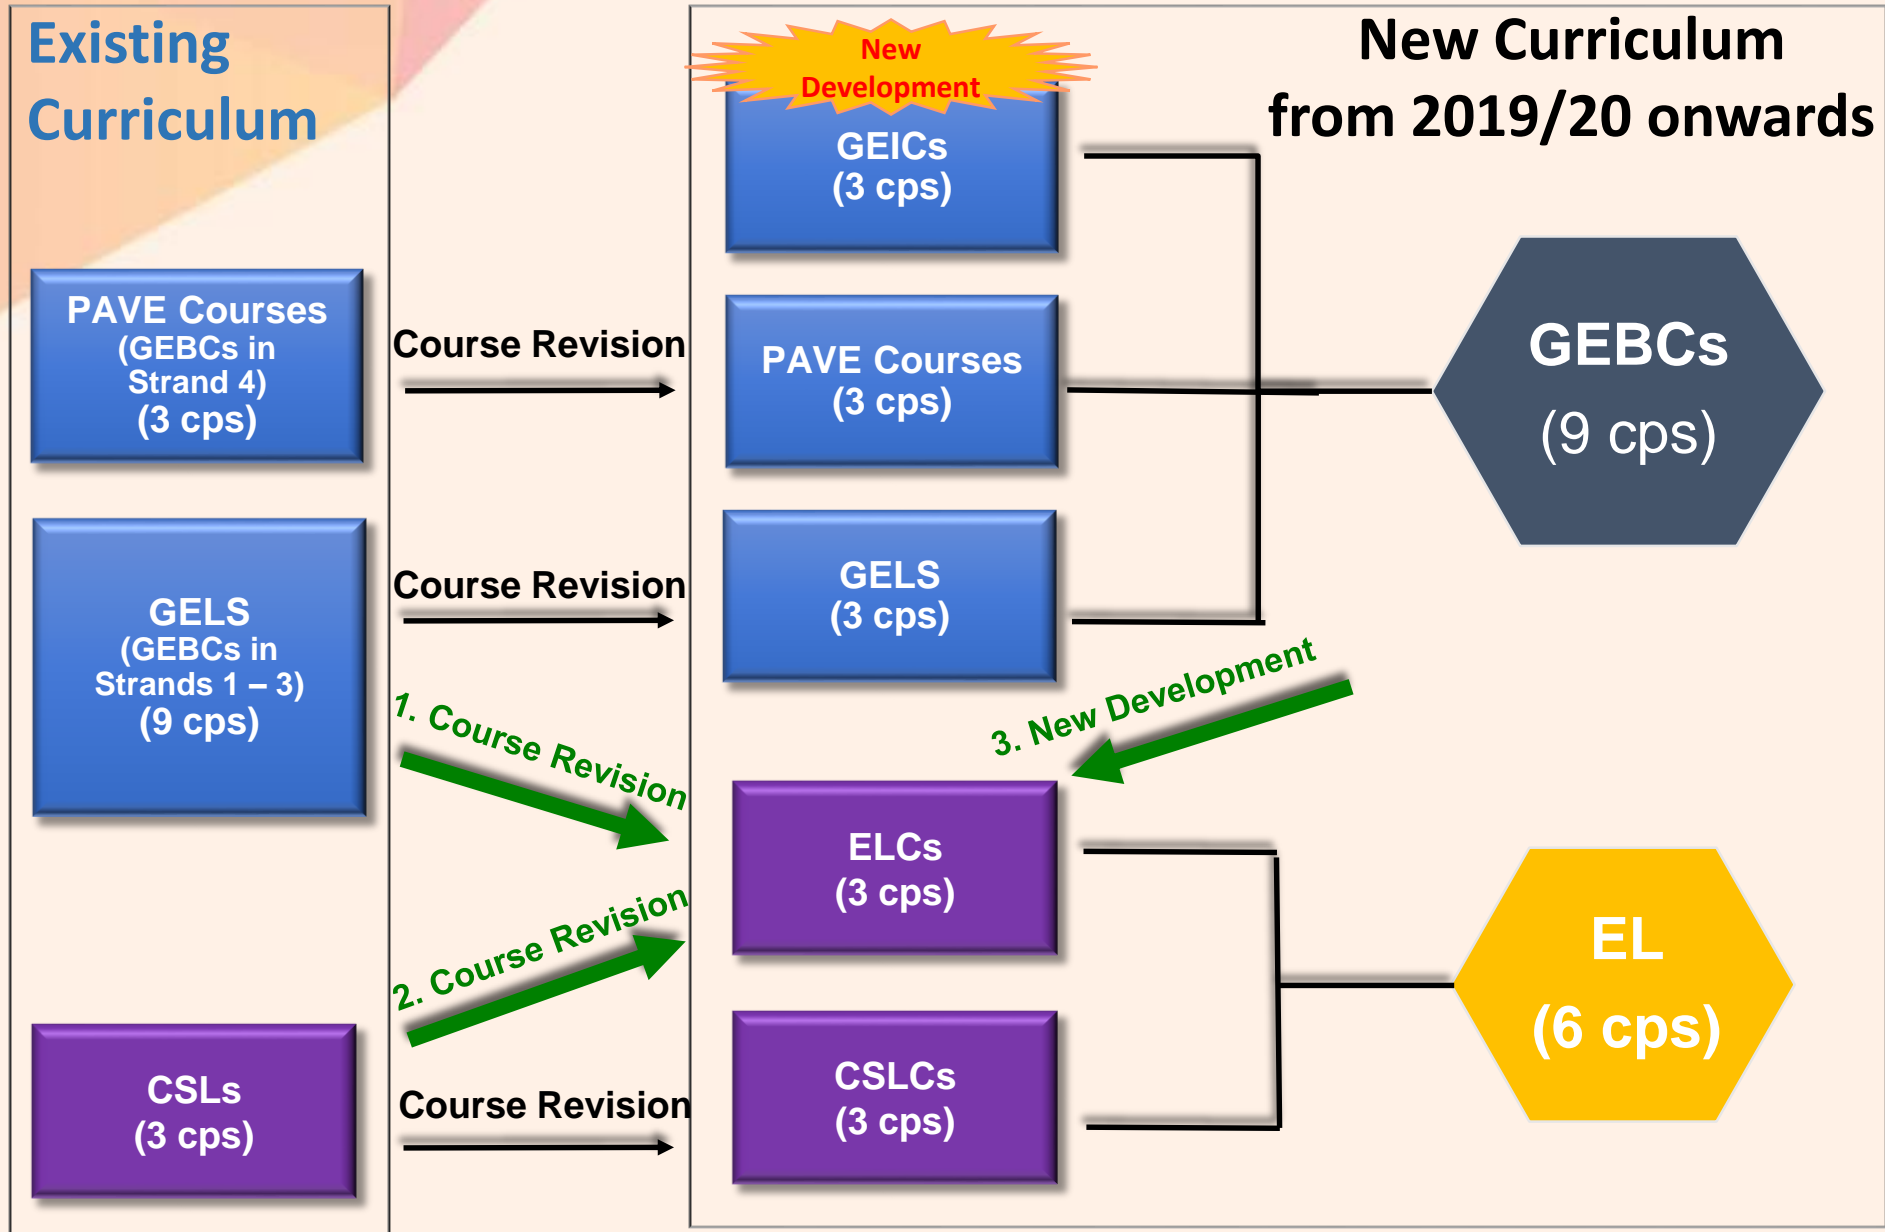 Existing
Curriculum
New
Development
New Curriculum
from 2019/20 onwards
GEICs
(3 cps)
PAVE Courses
(GEBCs in
Strand 4)
(3 cps)
Course Revision
PAVE Courses
(3 cps)
GEBCs
(9 cps)
GELS
(GEBCs in
Strands 1 – 3)
(9 cps)
Course Revision
GELS
(3 cps)
1. Course Revision
3. New Development
ELCs
(3 cps)
2. Course Revision
EL
(6 cps)
CSLs
(3 cps)
Course Revision
CSLCs
(3 cps)